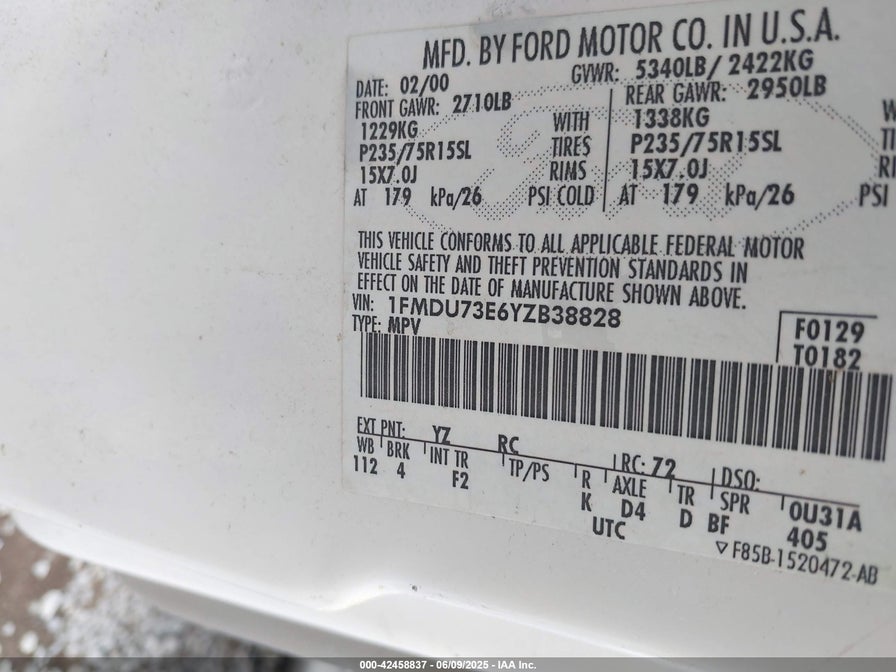 MFD. BY FORD MOTOR CO. IN U.S.A.
DATE: 02/00 GVWR: 5340LB/ 2422KG
FRONT GAWR: 2710LB REAR GAWR: 2950LB
1229KG WITH 1338KG
P235/75R15SL TIRES P235/75R15SL
15X7.0J RIMS 15X7.0J
AT 179 kPa/26 PSI COLD AT 179 kPa/26 PSI
THIS VEHICLE CONFORMS TO ALL APPLICABLE FEDERAL MOTOR
VEHICLE SAFETY AND THEFT PREVENTION STANDARDS IN
EFFECT ON THE DATE OF MANUFACTURE SHOWN ABOVE.
VIN: 1FMDU73E6YZB38828
TYPE: MPV
F0129
T0182
EXT PNT: YZ RC RC: 72 DSO:
WB BRK INT TR TP/PS R AXLE TR SPR 0U31A
112 4 F2 K D4 D BF 405
UTC
F85B-1520472-AB
000-42458837 - 06/09/2025 - IAA Inc.